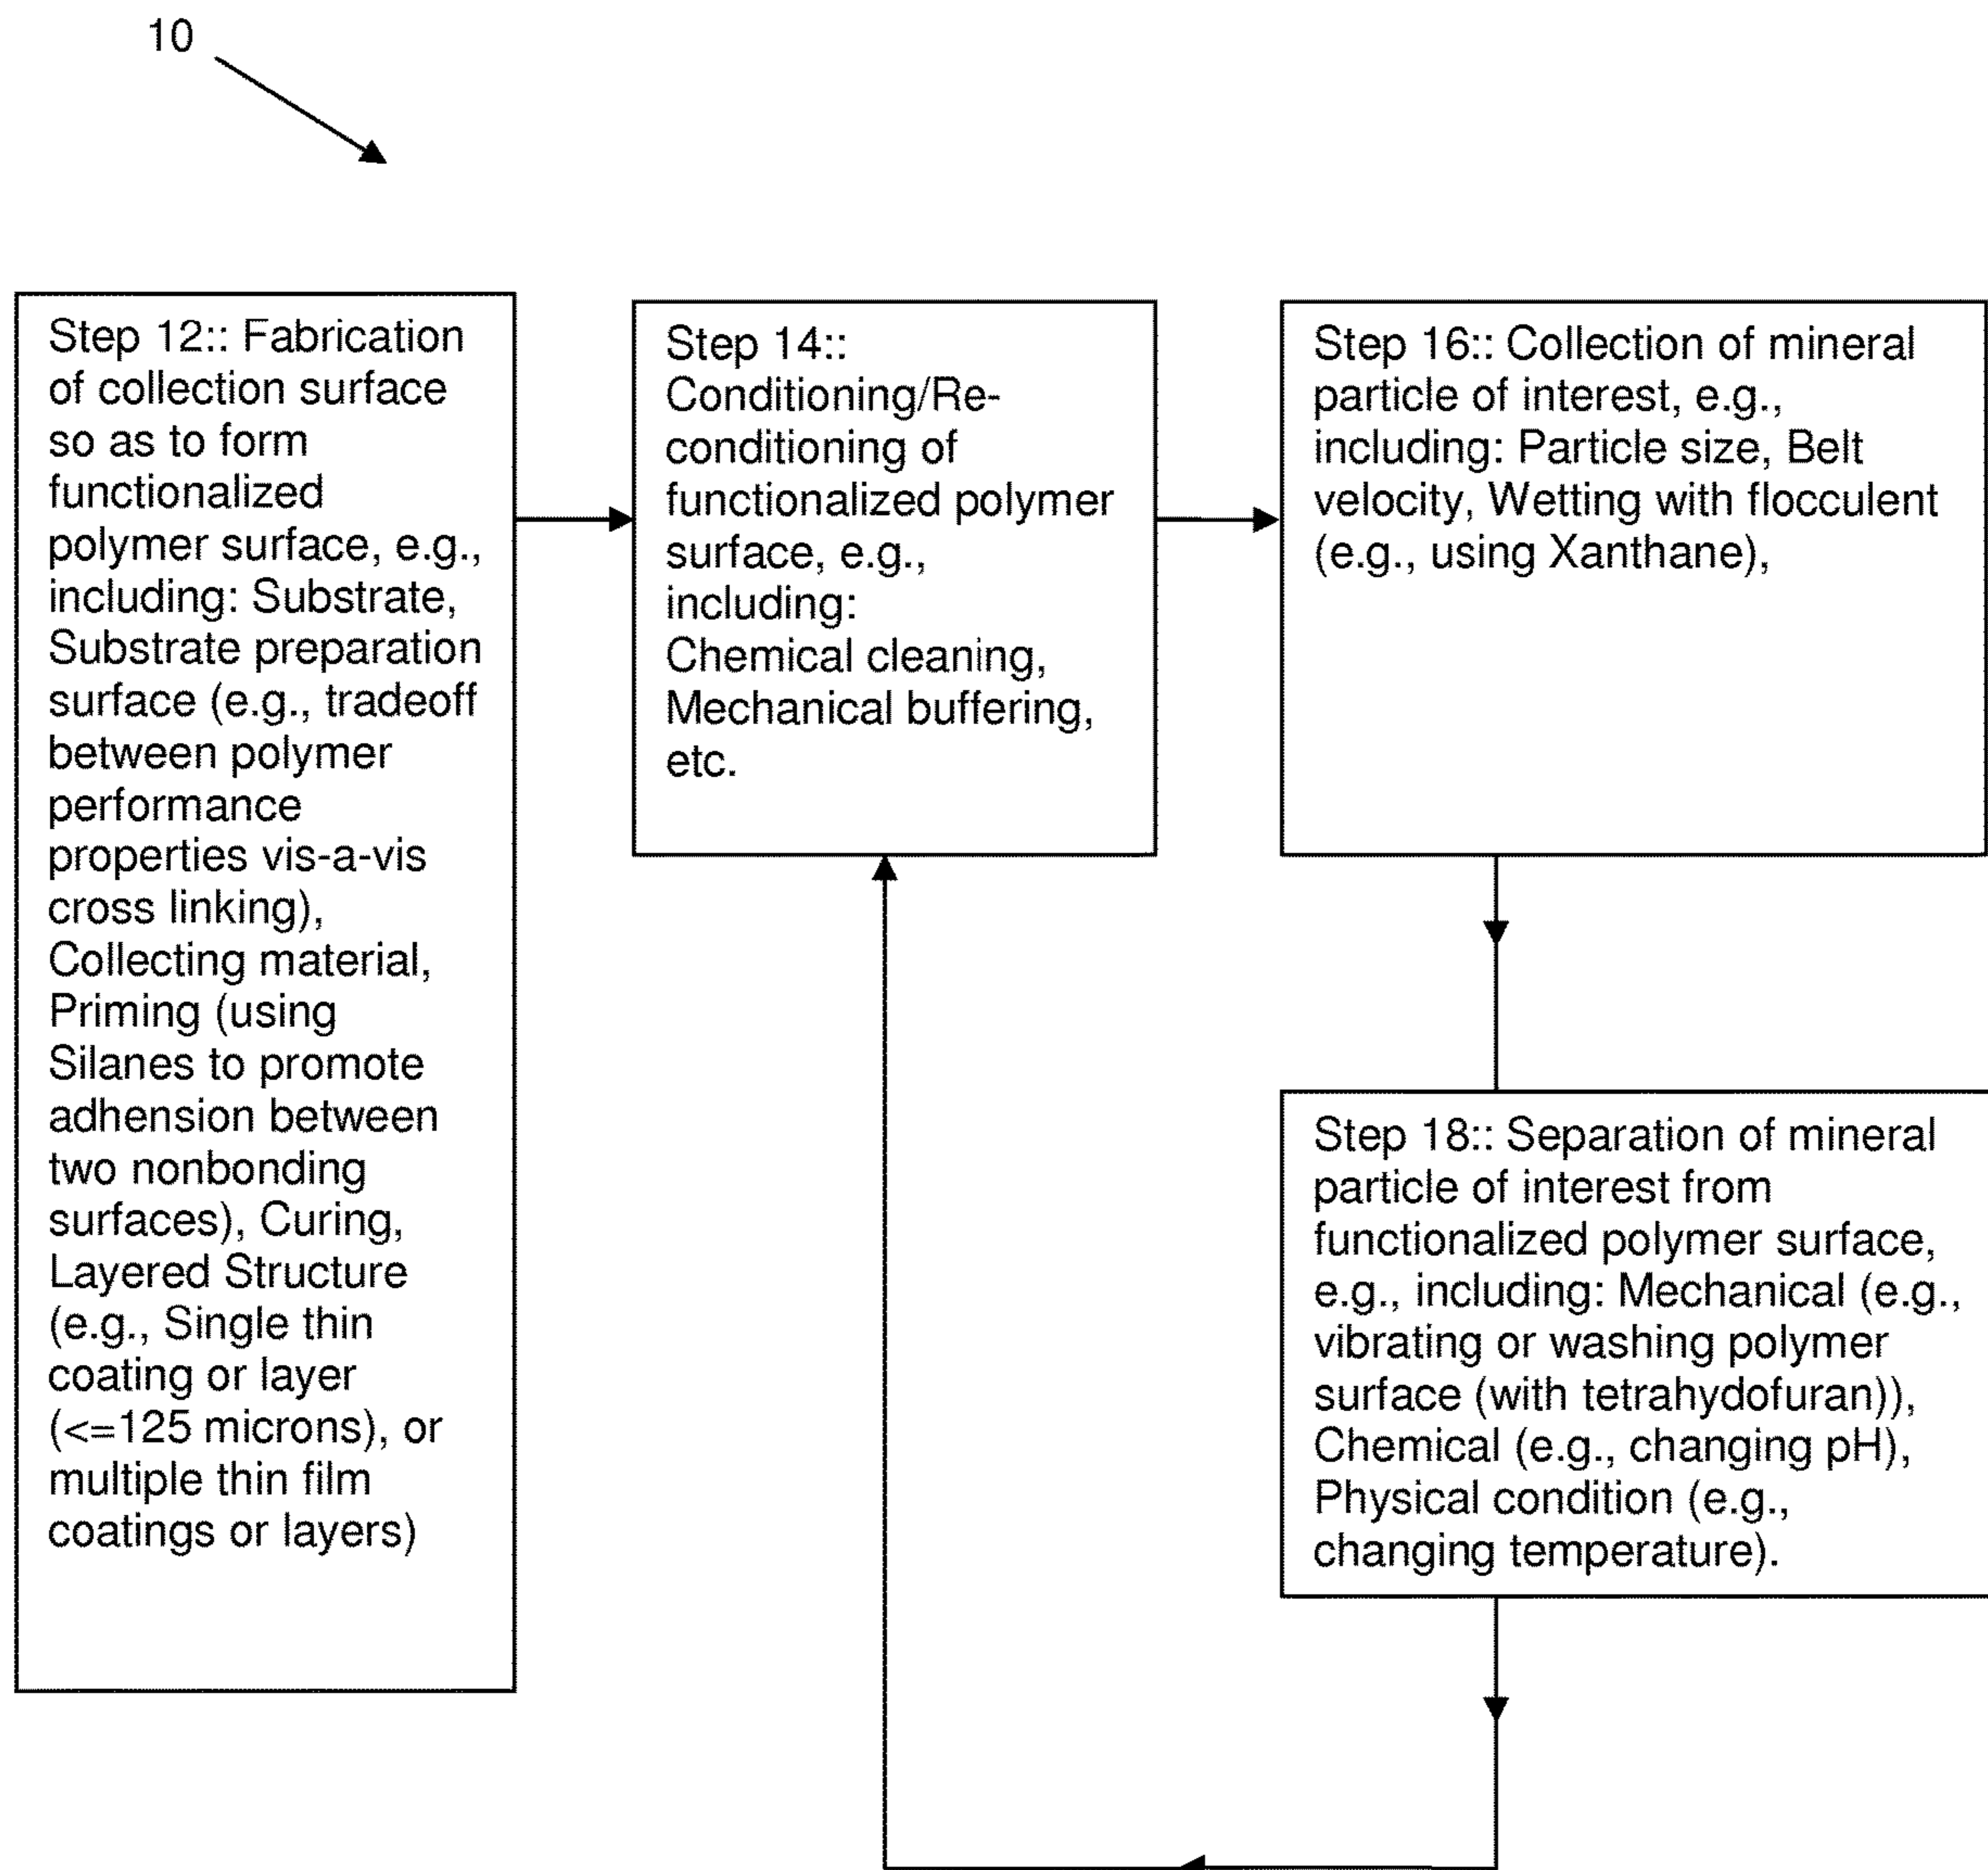 10
Step 12:: Fabrication
of collection surface
so as to form
functionalized
polymer surface, e.g.,
including: Substrate,
Substrate preparation
surface (e.g., tradeoff
between polymer
performance
properties vis-a-vis
cross linking),
Collecting material,
Priming (using
Silanes to promote
adhension between
two nonbonding
surfaces), Curing,
Layered Structure
(e.g., Single thin
coating or layer
(<=125 microns), or
multiple thin film
coatings or layers)
Step 14::
Conditioning/Re-
conditioning of
functionalized polymer
surface, e.g.,
including:
Chemical cleaning,
Mechanical buffering,
etc.
Step 16:: Collection of mineral
particle of interest, e.g.,
including: Particle size, Belt
velocity, Wetting with flocculent
(e.g., using Xanthane),
Step 18:: Separation of mineral
particle of interest from
functionalized polymer surface,
e.g., including: Mechanical (e.g.,
vibrating or washing polymer
surface (with tetrahydofuran)),
Chemical (e.g., changing pH),
Physical condition (e.g.,
changing temperature).